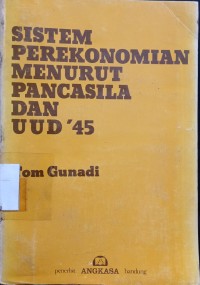 SISTEM
PEREKONOMIAN
MENURUT
PANCASILA
DAN
UUD '45
Tom Gunadi
penerbit ANGKASA bandung